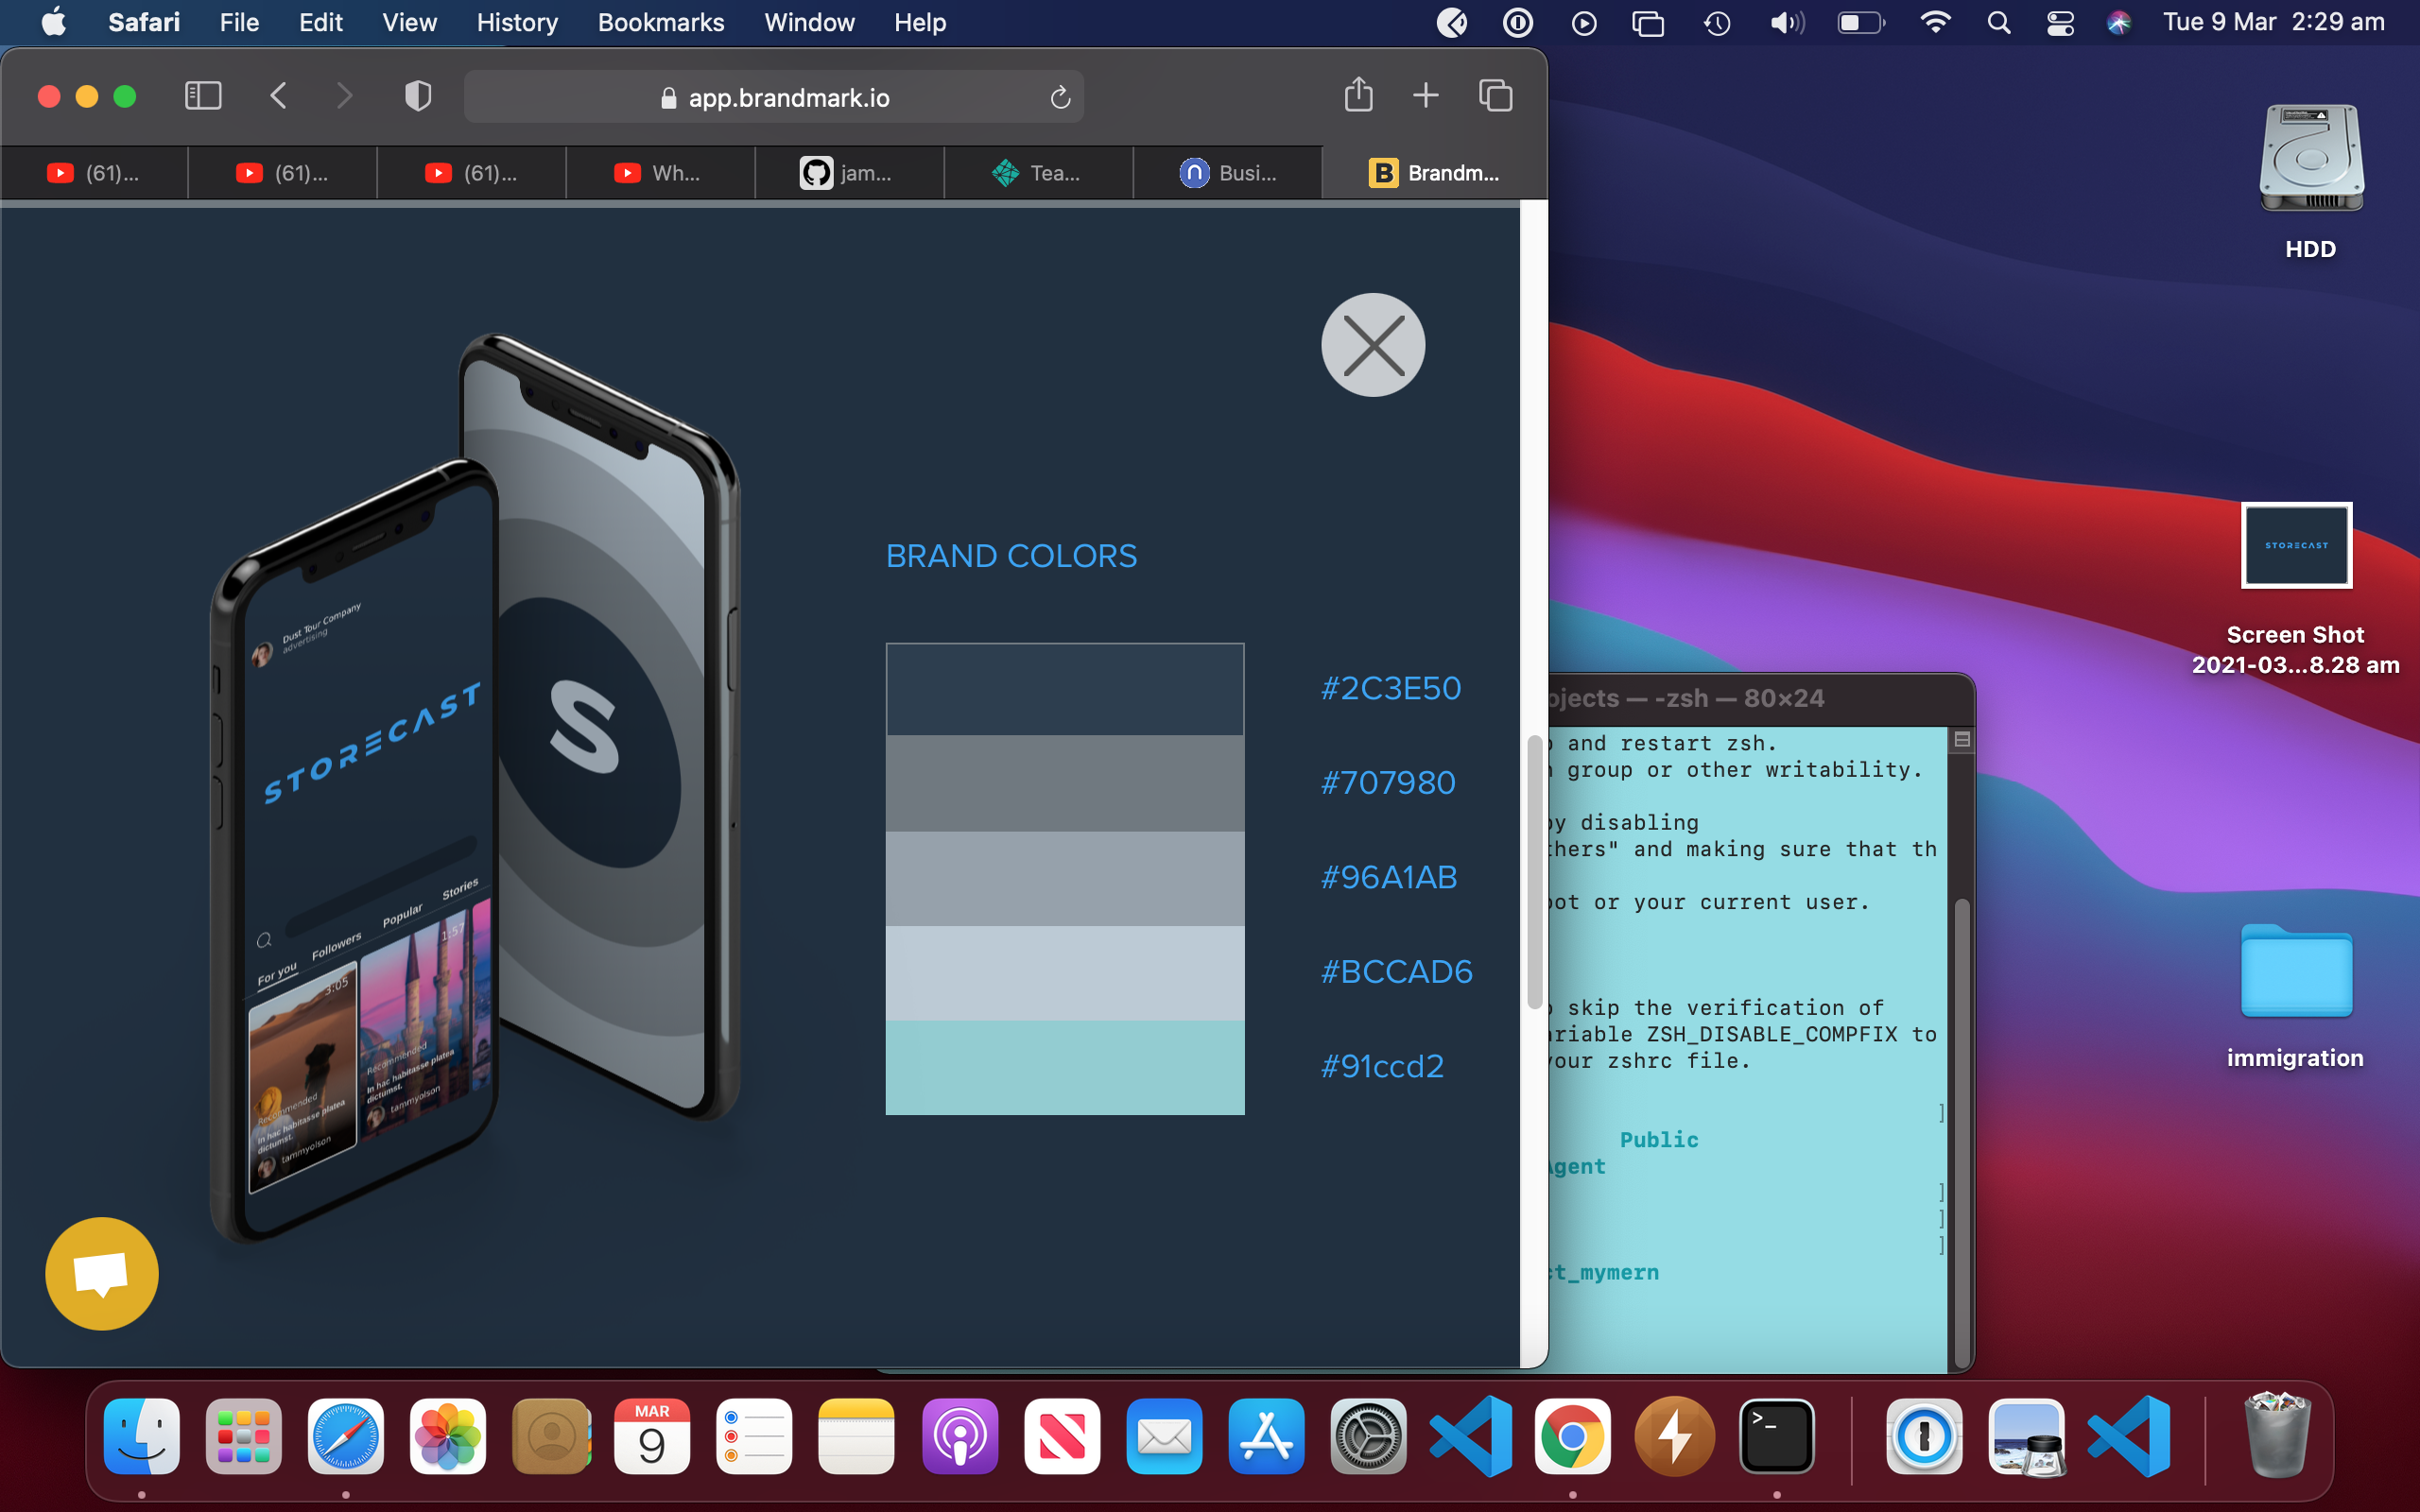 Safari File Edit View History Bookmarks Window Help Tue 9 Mar 2:29 am
app.brandmark.io
(61)... (61)... (61)... Wh... jam... Tea... Busi... Brandm...
HDD
BRAND COLORS
#2C3E50
#707980
#96A1AB
#BCCAD6
#91ccd2
Dust Tour Company
advertising
STORECAST
S
For you Followers Popular Stories
3:05
1:57
Recommended
In hac habitasse platea
dictumst.
tammyolson
Recommended
In hac habitasse platea
dictumst.
tammyolson
STORECAST
Screen Shot
2021-03...8.28 am
immigration
ojects — -zsh — 80×24
and restart zsh.
group or other writability.
by disabling
thers" and making sure that th
oot or your current user.
skip the verification of
ariable ZSH_DISABLE_COMPFIX to
your zshrc file.
]
Public
Agent
]
]
]
ct_mymern
MAR
9